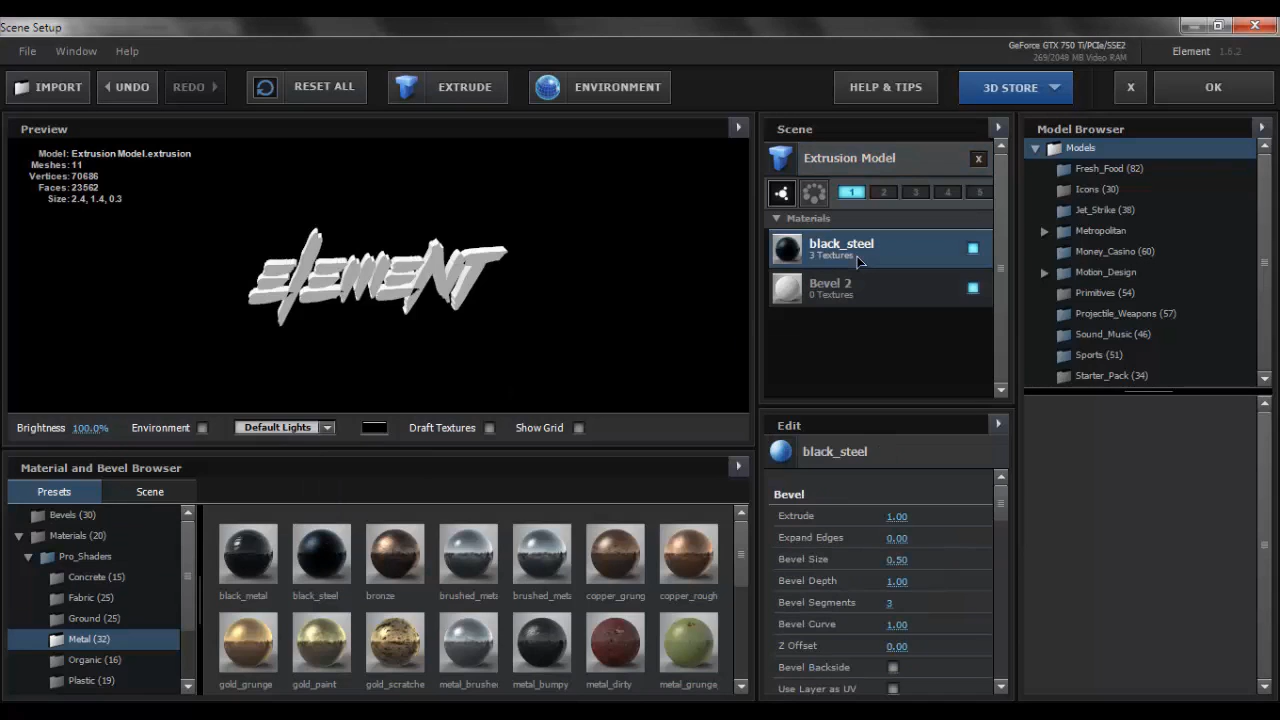 Scene Setup
File Window Help
GeForce GTX 750 Ti/PCIe/SSE2
269/2048 MB Video RAM
Element 1.6.2
IMPORT UNDO REDO RESET ALL EXTRUDE ENVIRONMENT HELP & TIPS 3D STORE X OK
Preview
Model: Extrusion Model.extrusion
Meshes: 11
Vertices: 70686
Faces: 23562
Size: 2.4, 1.4, 0.3
ELEMENT
Brightness 100.0% Environment Default Lights Draft Textures Show Grid
Material and Bevel Browser
Presets Scene
Bevels (30)
Materials (20)
Pro_Shaders
Concrete (15)
Fabric (25)
Ground (25)
Metal (32)
Organic (16)
Plastic (19)
black_metal black_steel bronze brushed_meta brushed_meta copper_grung copper_rough
gold_grunge gold_paint gold_scratche metal_brushe metal_bumpy metal_dirty metal_grunge_
Scene
Extrusion Model X
1 2 3 4 5
Materials
black_steel
3 Textures
Bevel 2
0 Textures
Edit
black_steel
Bevel
Extrude 1.00
Expand Edges 0.00
Bevel Size 0.50
Bevel Depth 1.00
Bevel Segments 3
Bevel Curve 1.00
Z Offset 0.00
Bevel Backside
Use Layer as UV
Model Browser
Models
Fresh_Food (82)
Icons (30)
Jet_Strike (38)
Metropolitan
Money_Casino (60)
Motion_Design
Primitives (54)
Projectile_Weapons (57)
Sound_Music (46)
Sports (51)
Starter_Pack (34)